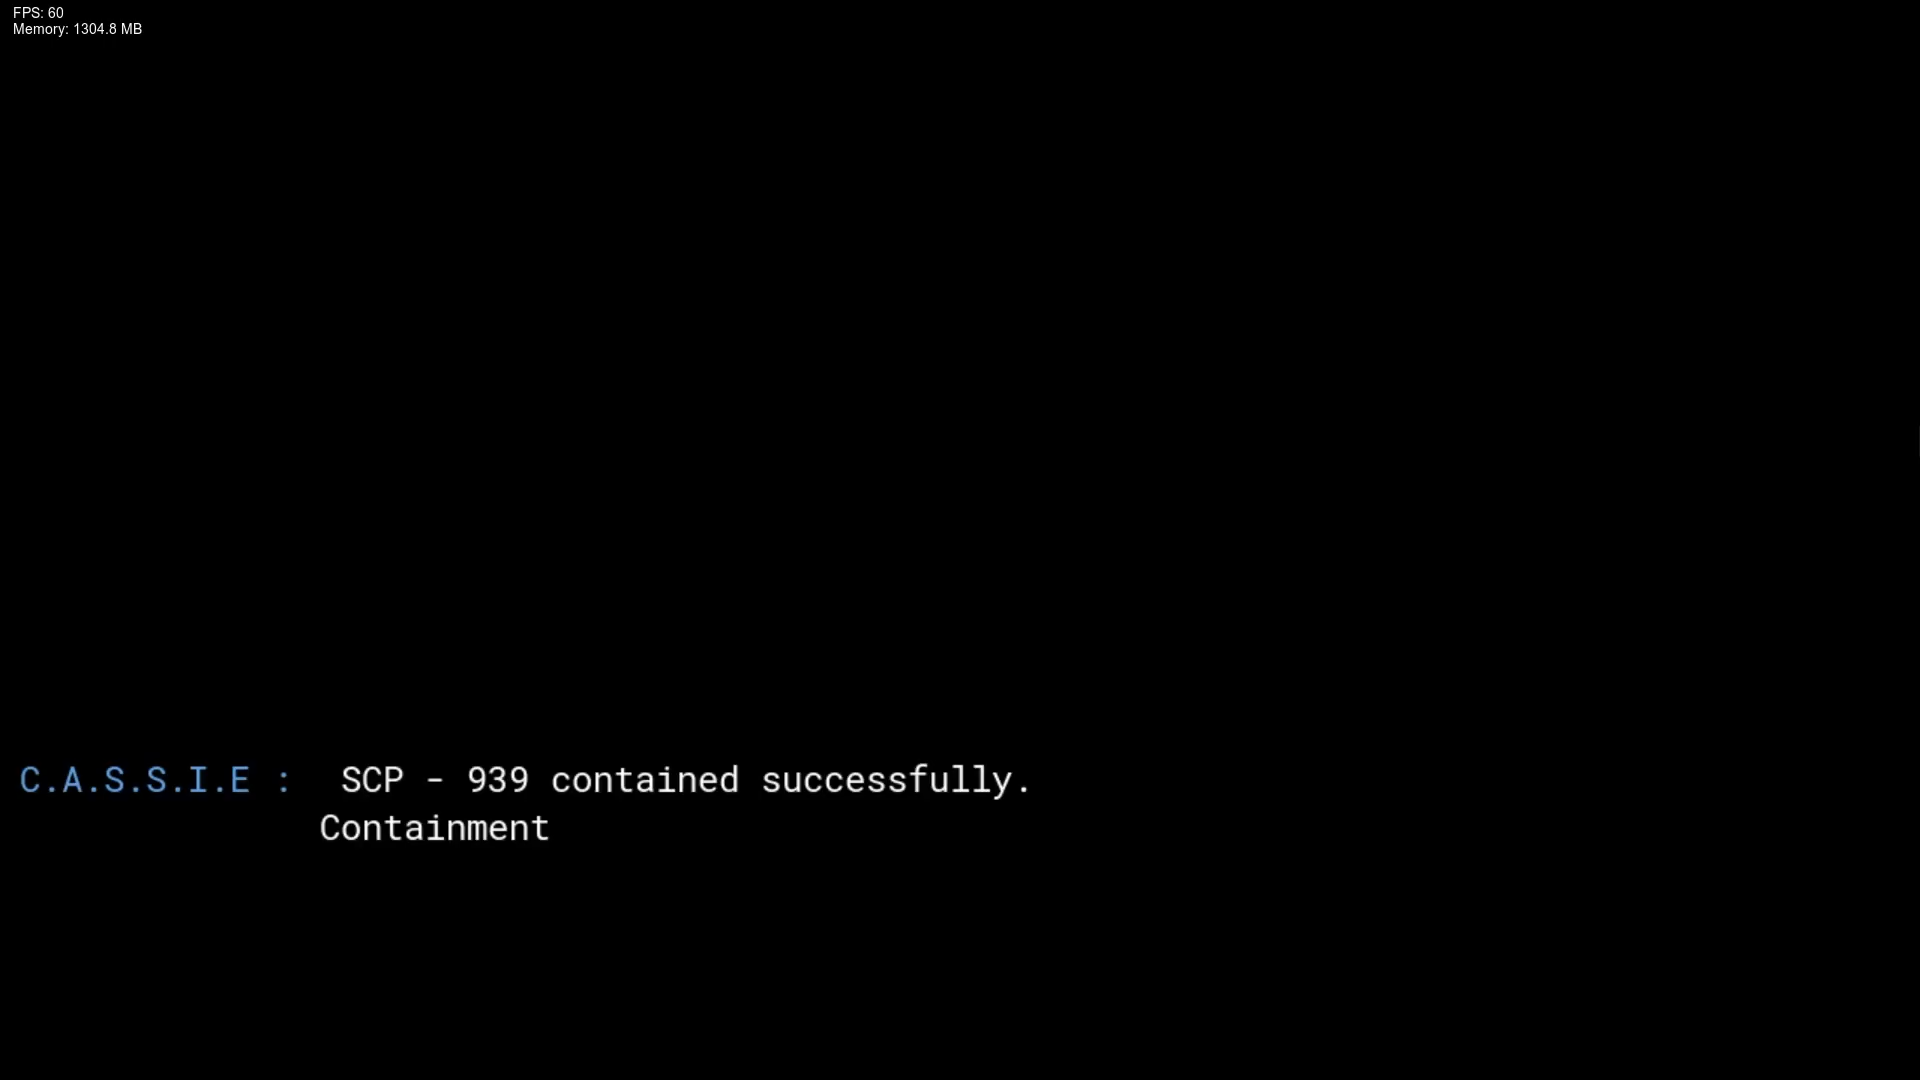 FPS: 60
Memory: 1304.8 MB
C.A.S.S.I.E : SCP - 939 contained successfully.
Containment